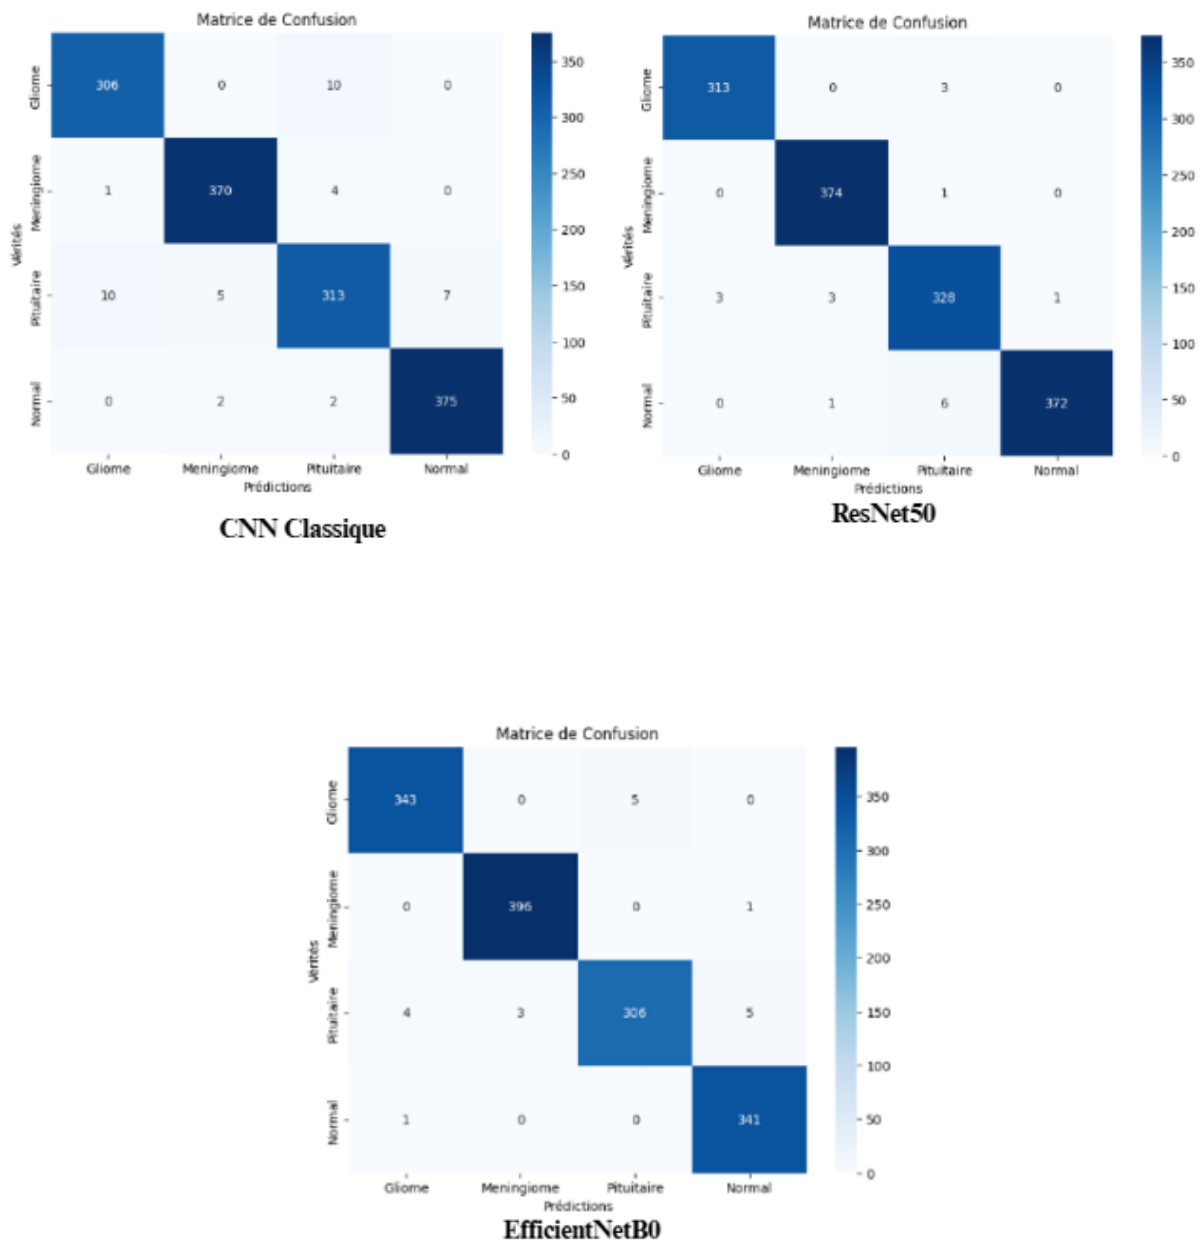 Matrice de Confusion
Gliome 306 0 10 0
350
300
Meningiome 1 370 4 0
250
200
Vérités
Pituitaire 10 5 313 7
150
100
Normal 0 2 2 375
50
0
Gliome Meningiome Pituitaire Normal
Prédictions
CNN Classique
Matrice de Confusion
Gliome 313 0 3 0
350
300
Meningiome 0 374 1 0
250
200
Vérités
Pituitaire 3 3 328 1
150
100
Normal 0 1 6 372
50
0
Gliome Meningiome Pituitaire Normal
Prédictions
ResNet50
Matrice de Confusion
Gliome 343 0 5 0
350
300
Meningiome 0 396 0 1
250
200
Vérités
Pituitaire 4 3 306 5
150
100
Normal 1 0 0 341
50
0
Gliome Meningiome Pituitaire Normal
Prédictions
EfficientNetB0